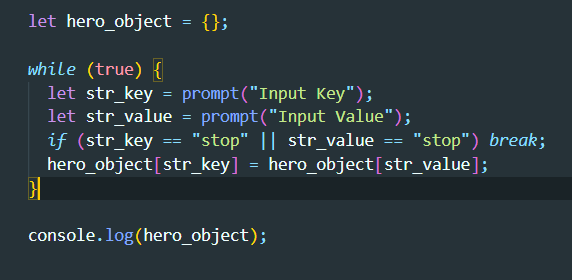 let hero_object = {};
while (true) {
let str_key = prompt("Input Key");
let str_value = prompt("Input Value");
if (str_key == "stop" || str_value == "stop") break;
hero_object[str_key] = hero_object[str_value];
}
console.log(hero_object);